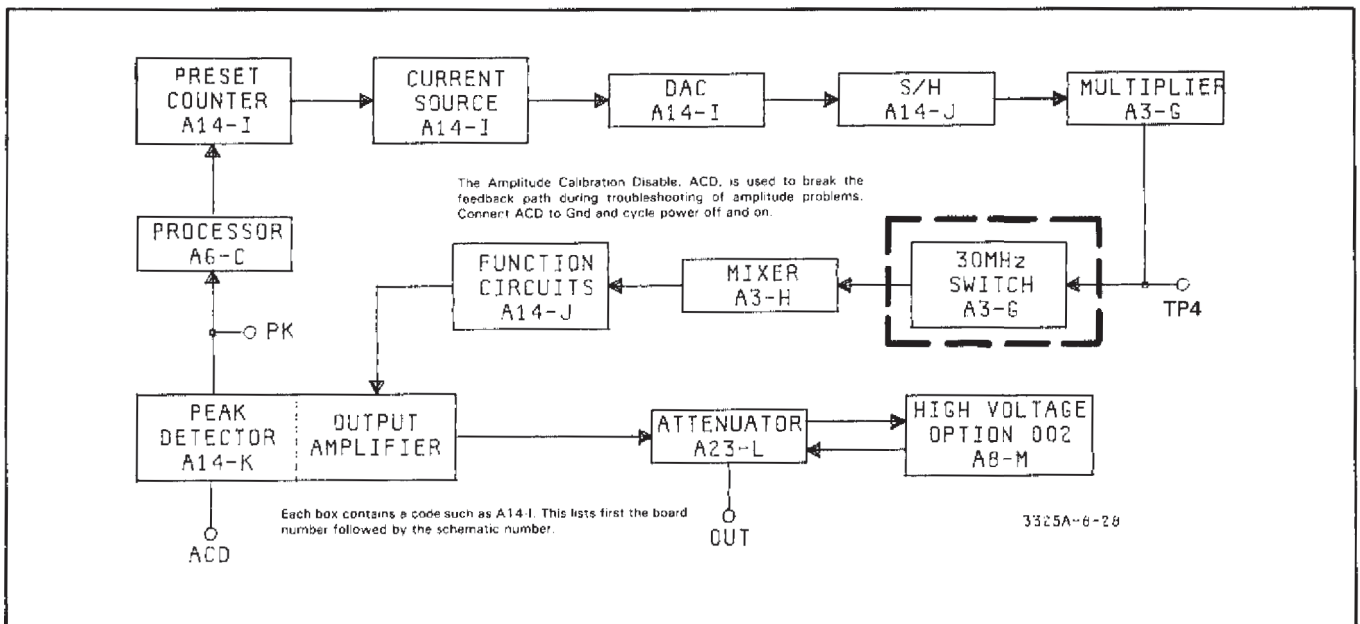 PRESET
COUNTER
A14-I
CURRENT
SOURCE
A14-I
DAC
A14-I
S/H
A14-J
MULTIPLIER
A3-G
The Amplitude Calibration Disable, ACD, is used to break the
feedback path during troubleshooting of amplitude problems.
Connect ACD to Gnd and cycle power off and on.
PROCESSOR
A6-C
FUNCTION
CIRCUITS
A14-J
MIXER
A3-H
30MHz
SWITCH
A3-G
TP4
PK
PEAK
DETECTOR
A14-K
OUTPUT
AMPLIFIER
ATTENUATOR
A23-L
HIGH VOLTAGE
OPTION 002
A8-M
Each box contains a code such as A14-I. This lists first the board
number followed by the schematic number.
ACD
OUT
3325A-8-28